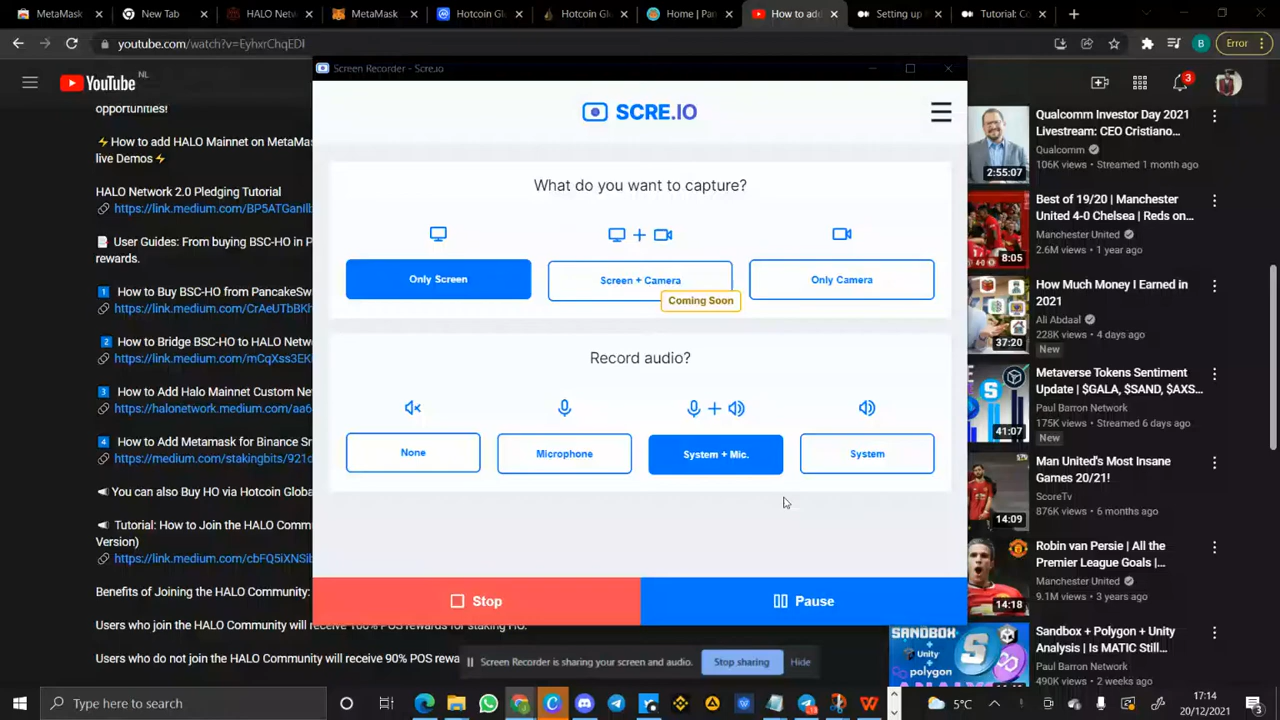 MetaMask
New Tab
HALO Net
MetaMask
Hotcoin Gl
Hotcoin Gl
Home | Pan
How to add
Setting up
Tutorial: Co
youtube.com/watch?v=EyhxrChqEDI
B
Error
Screen Recorder - Scre.io
YouTube NL
3
SCRE.IO
What do you want to capture?
Only Screen
Screen + Camera
Only Camera
Coming Soon
Record audio?
None
Microphone
System + Mic.
System
Stop
Pause
opportunities!
⚡How to add HALO Mainnet on MetaMas
live Demos⚡
HALO Network 2.0 Pledging Tutorial
https://link.medium.com/BP5ATGanIlb
User Guides: From buying BSC-HO in P
rewards.
1 How to buy BSC-HO from PancakeSwa
https://link.medium.com/CrAeUTbBKl
2 How to Bridge BSC-HO to HALO Netwo
https://link.medium.com/mCqXss3EKl
3 How to Add Halo Mainnet Custom Net
https://halonetwork.medium.com/aa6
4 How to Add Metamask for Binance Sm
https://medium.com/stakingbits/921c
You can also Buy HO via Hotcoin Globa
Tutorial: How to Join the HALO Comm
Version)
https://link.medium.com/cbFQ5iXNSib
Benefits of Joining the HALO Community:
Users who join the HALO Community will receive 100% POS rewards for staking HO.
Users who do not join the HALO Community will receive 90% POS rewa
Screen Recorder is sharing your screen and audio.
Stop sharing
Hide
Qualcomm Investor Day 2021
Livestream: CEO Cristiano...
Qualcomm
106K views • Streamed 1 month ago
2:55:07
Best of 19/20 | Manchester
United 4-0 Chelsea | Reds on...
Manchester United
2.6M views • 1 year ago
8:05
How Much Money I Earned in
2021
Ali Abdaal
228K views • 4 days ago
New
37:20
Metaverse Tokens Sentiment
Update | $GALA, $SAND, $AXS...
Paul Barron Network
67K views • Streamed 6 days ago
New
41:07
Man United's Most Insane
Games 20/21!
ScoreTv
876K views • 6 months ago
14:09
Robin van Persie | All the
Premier League Goals |...
Manchester United
9.1M views • 3 years ago
14:18
Sandbox + Polygon + Unity
Analysis | Is MATIC Still...
Paul Barron Network
490K views • 2 weeks ago
SANDBOX
Unity
polygon
Type here to search
5°C
17:14
20/12/2021
3